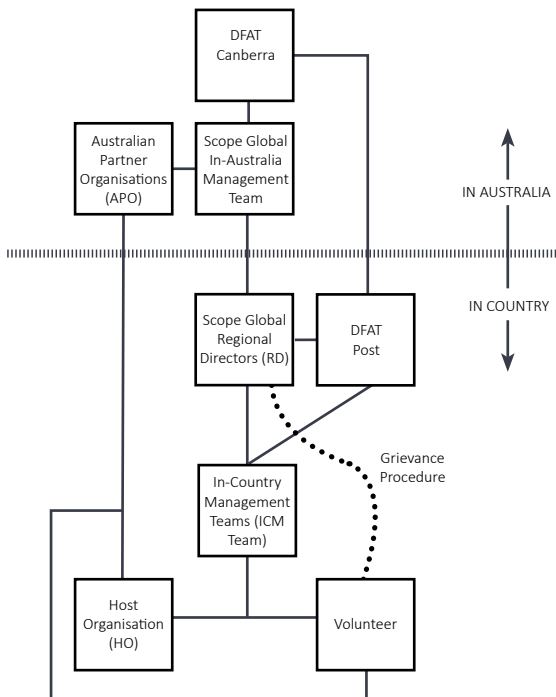 DFAT
Canberra
Australian
Partner
Organisations
(APO)
Scope Global
In-Australia
Management
Team
IN AUSTRALIA
IN COUNTRY
Scope Global
Regional
Directors (RD)
DFAT
Post
Grievance
Procedure
In-Country
Management
Teams (ICM
Team)
Host
Organisation
(HO)
Volunteer